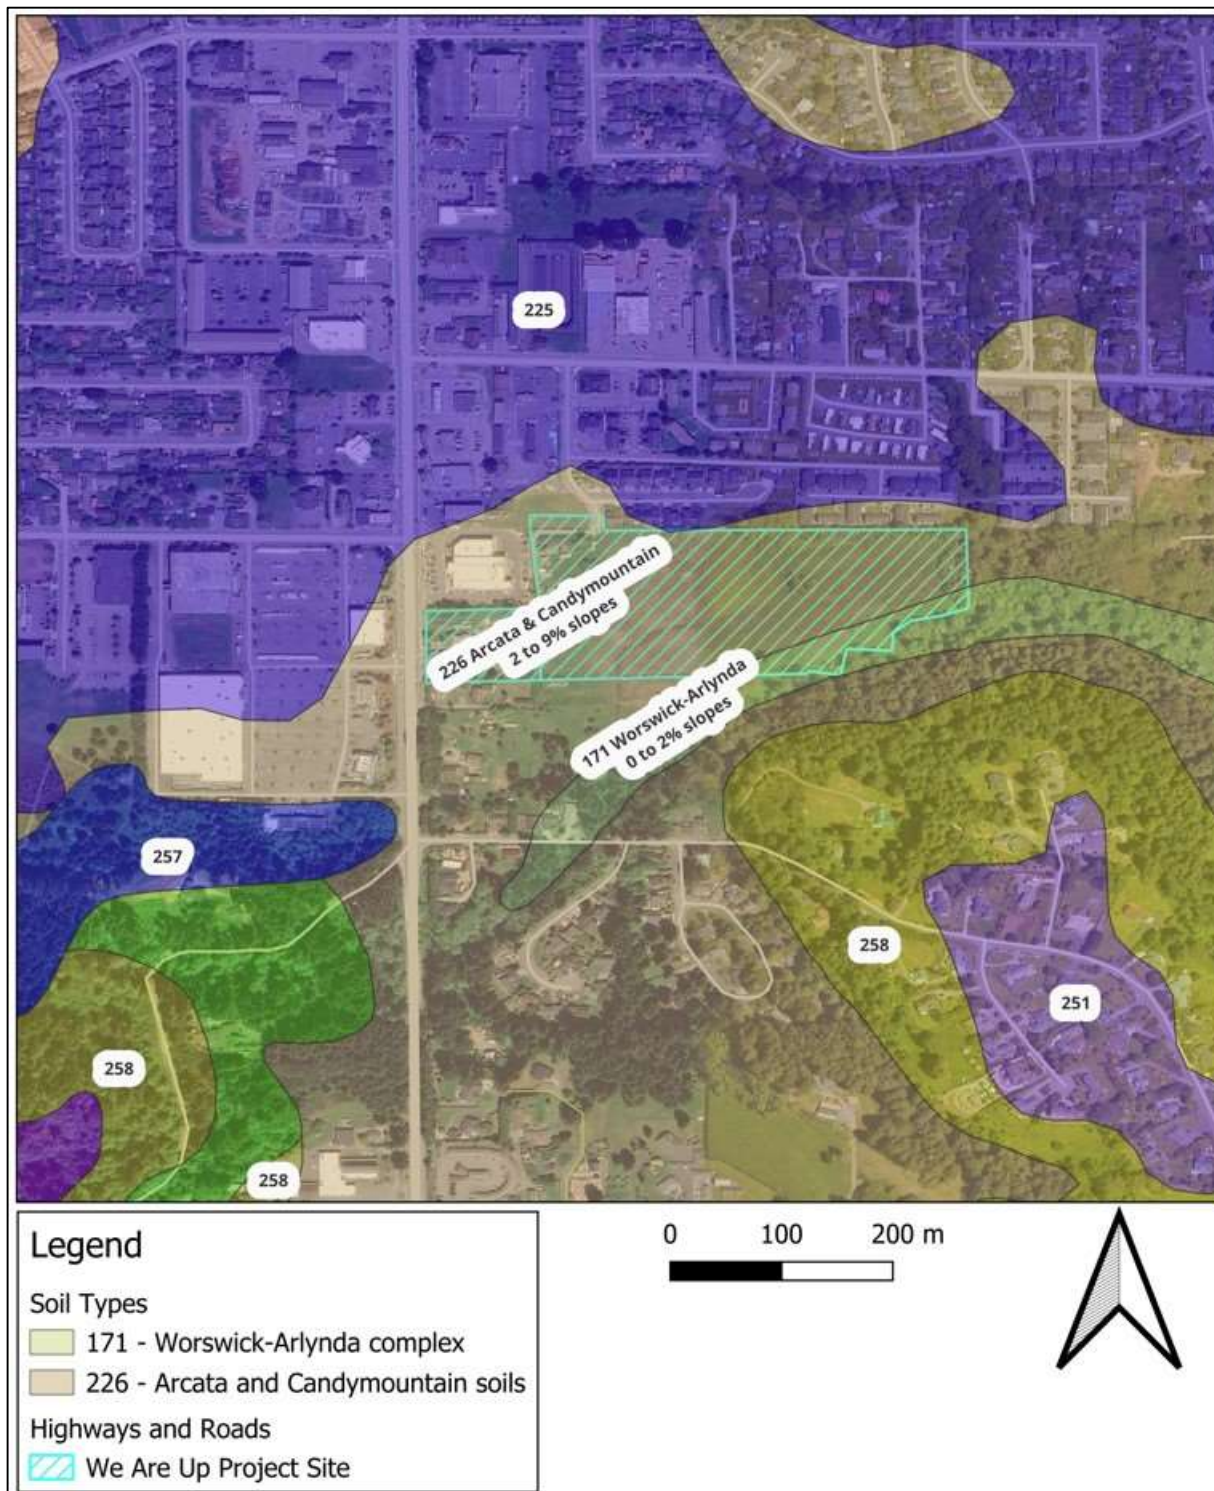 225
226 Arcata & Candymountain
2 to 9% slopes
171 Worswick-Arlynda
0 to 2% slopes
257
258
251
258
258
Legend
Soil Types
171 - Worswick-Arlynda complex
226 - Arcata and Candymountain soils
Highways and Roads
We Are Up Project Site
0 100 200 m